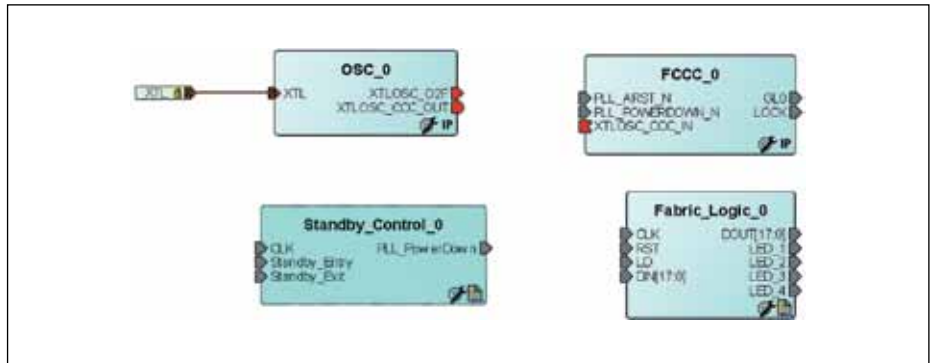 OSC_0
XTL
XTL
XTLOSC_O2F
XTLOSC_CCC_OUT
IP
FCCC_0
PLL_ARST_N
GL0
PLL_POWERDOWN_N
LOCK
XTLOSC_CCC_IN
IP
Standby_Control_0
CLK
PLL_PowerDown
Standby_Entry
Standby_Exit
Fabric_Logic_0
CLK
DOUT[17:0]
RST
LED_1
LD
LED_2
DIN[17:0]
LED_3
LED_4